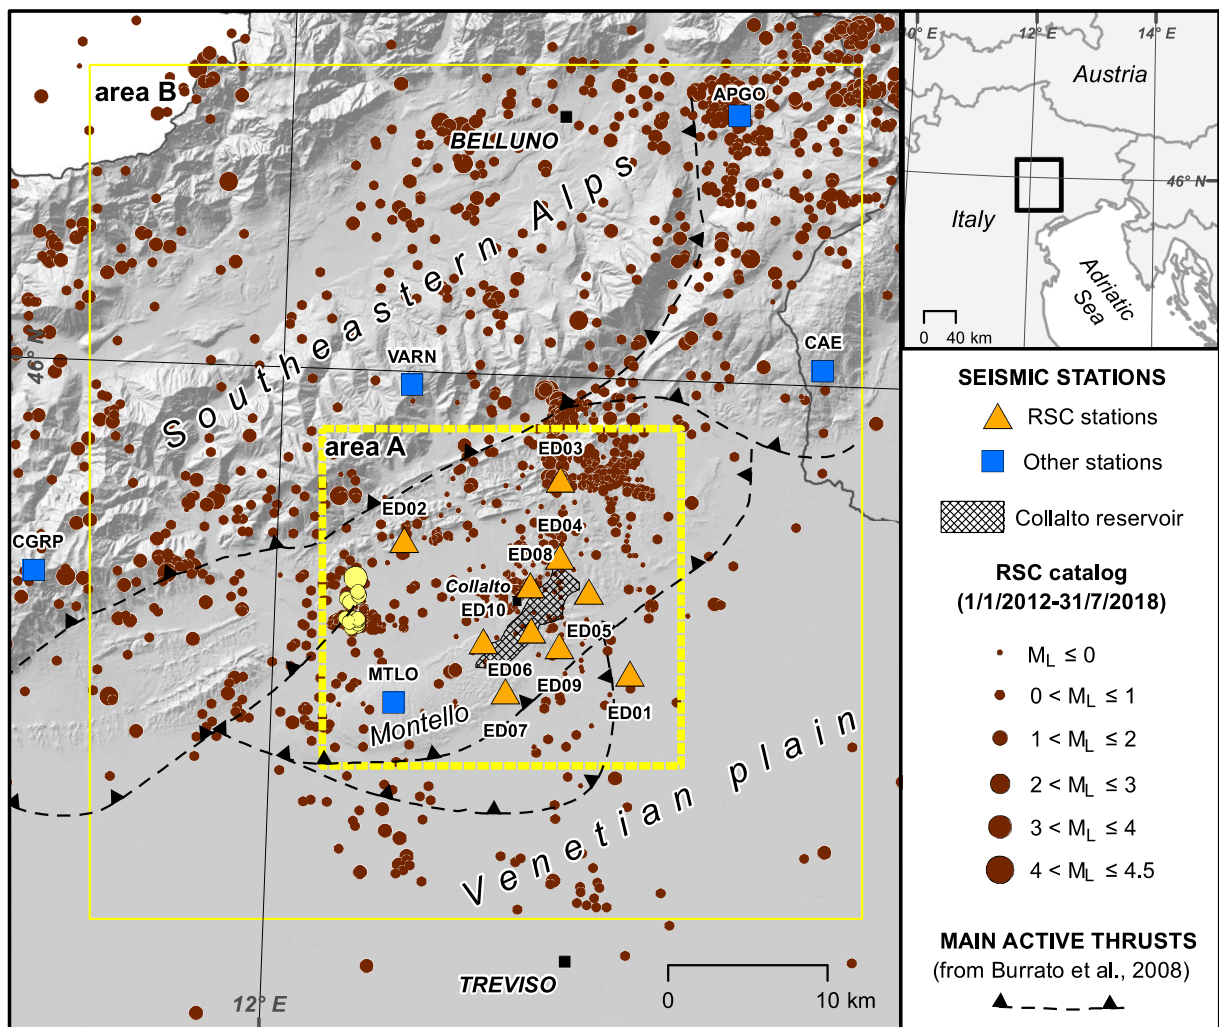 area B
APGO
BELLUNO
Southeastern Alps
46° N
VARN
CAE
area A
ED03
ED02
CGRP
ED04
ED08
Collalto
ED10
ED05
MTLO
ED06
ED09
ED01
Montello
ED07
Venetian plain
TREVISO
0 10 km
12° E
0° E
12° E
14° E
Austria
46° N
Italy
Adriatic
Sea
0 40 km
SEISMIC STATIONS
RSC stations
Other stations
Collalto reservoir
RSC catalog
(1/1/2012-31/7/2018)
M_L ≤ 0
0 < M_L ≤ 1
1 < M_L ≤ 2
2 < M_L ≤ 3
3 < M_L ≤ 4
4 < M_L ≤ 4.5
MAIN ACTIVE THRUSTS
(from Burrato et al., 2008)